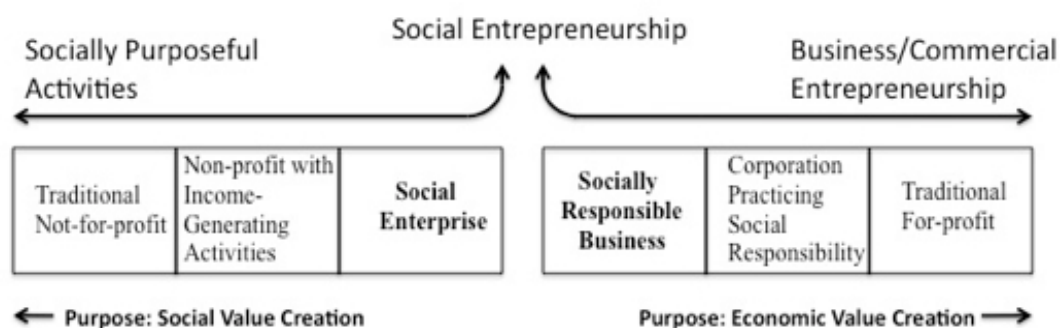 Social Entrepreneurship
Socially Purposeful
Activities
Business/Commercial
Entrepreneurship
Traditional
Not-for-profit
Non-profit with
Income-
Generating
Activities
Social
Enterprise
Socially
Responsible
Business
Corporation
Practicing
Social
Responsibility
Traditional
For-profit
Purpose: Social Value Creation
Purpose: Economic Value Creation